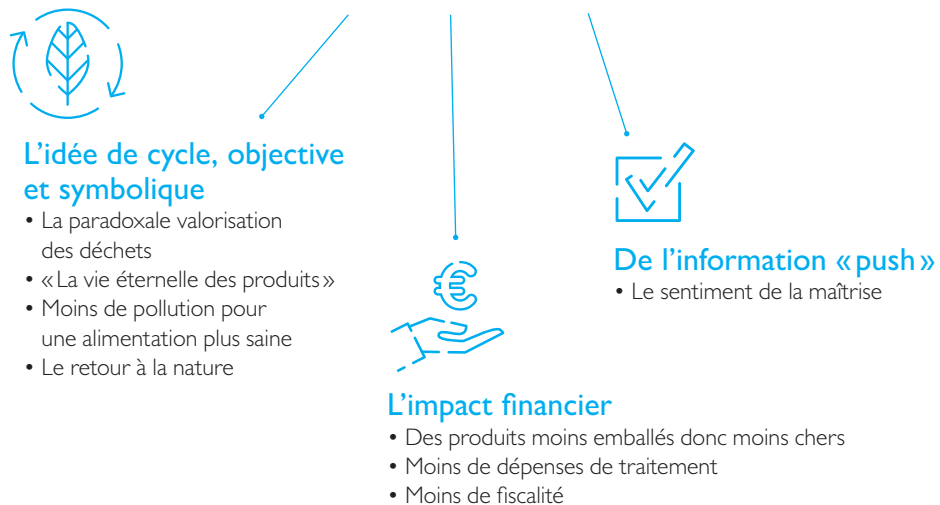 L’idée de cycle, objective
et symbolique
• La paradoxale valorisation
des déchets
• «La vie éternelle des produits»
• Moins de pollution pour
une alimentation plus saine
• Le retour à la nature
€
L’impact financier
• Des produits moins emballés donc moins chers
• Moins de dépenses de traitement
• Moins de fiscalité
De l’information «push»
• Le sentiment de la maîtrise